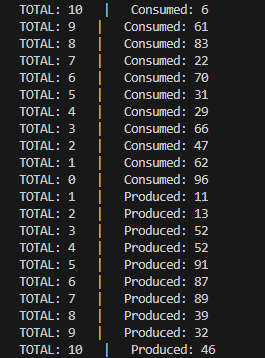 TOTAL: 10 | Consumed: 6
TOTAL: 9 | Consumed: 61
TOTAL: 8 | Consumed: 83
TOTAL: 7 | Consumed: 22
TOTAL: 6 | Consumed: 70
TOTAL: 5 | Consumed: 31
TOTAL: 4 | Consumed: 29
TOTAL: 3 | Consumed: 66
TOTAL: 2 | Consumed: 47
TOTAL: 1 | Consumed: 62
TOTAL: 0 | Consumed: 96
TOTAL: 1 | Produced: 11
TOTAL: 2 | Produced: 13
TOTAL: 3 | Produced: 52
TOTAL: 4 | Produced: 52
TOTAL: 5 | Produced: 91
TOTAL: 6 | Produced: 87
TOTAL: 7 | Produced: 89
TOTAL: 8 | Produced: 39
TOTAL: 9 | Produced: 32
TOTAL: 10 | Produced: 46